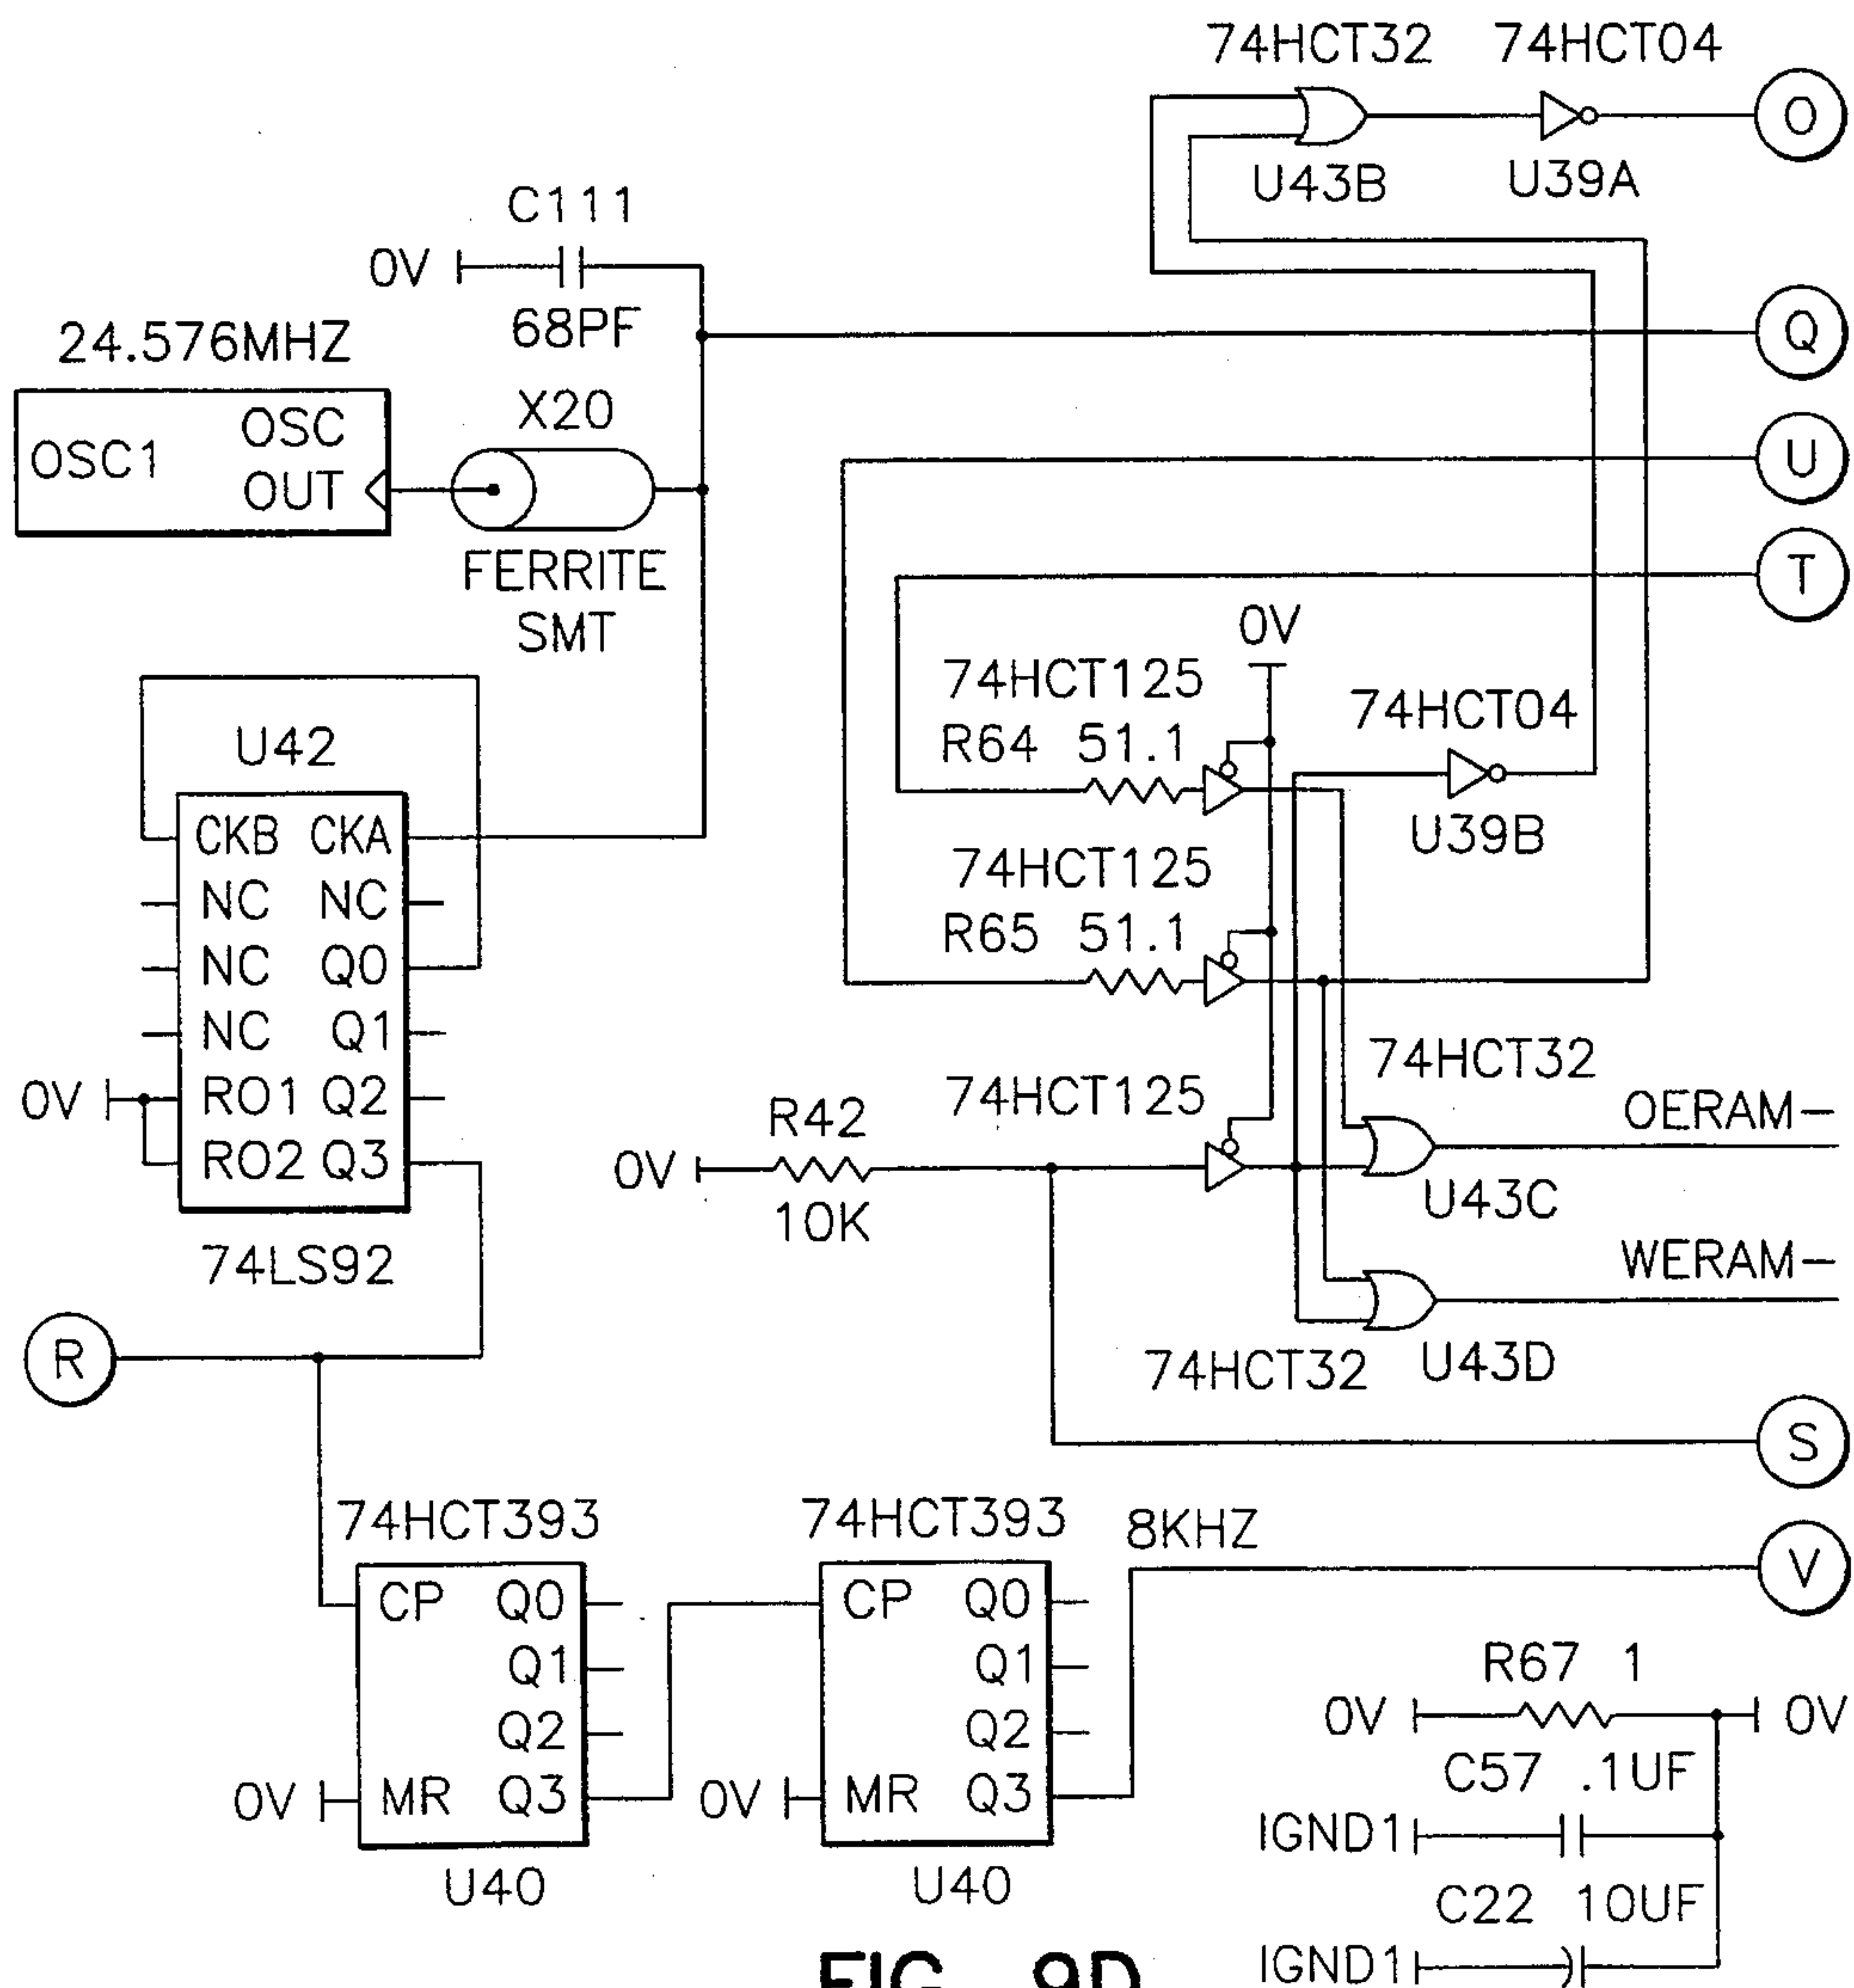 74HCT32 74HCT04
O
U43B U39A
C111
0V
68PF
Q
24.576MHZ
OSC1 OSC OUT
X20
FERRITE
SMT
U
T
0V
74HCT125
R64 51.1
74HCT04
U39B
74HCT125
R65 51.1
U42
CKB CKA
NC NC
NC Q0
NC Q1
0V RO1 Q2
RO2 Q3
74LS92
74HCT125
R42
0V
10K
74HCT32
OERAM-
U43C
WERAM-
74HCT32 U43D
R
S
74HCT393 74HCT393 8KHZ
V
CP Q0 CP Q0
Q1 Q1
Q2 Q2
0V MR Q3 0V MR Q3
U40 U40
R67 1
0V 0V
C57 .1UF
IGND1
C22 10UF
IGND1
FIG. 9D